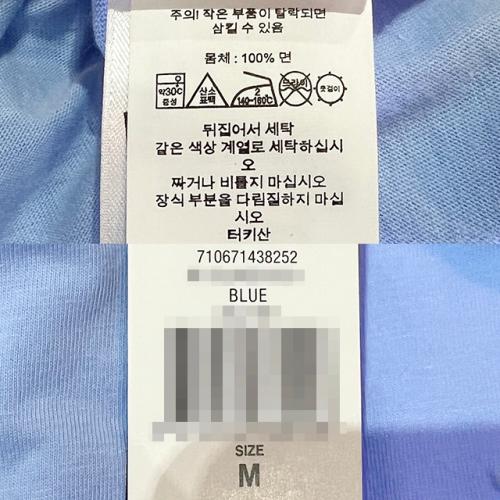 주의! 작은 부품이 탈락되면
삼킬 수 있음
몸체 : 100% 면
약30℃
중성
산소
표백
2
140~160℃
드라이
옷걸이
뒤집어서 세탁
같은 색상 계열로 세탁하십시
오
짜거나 비틀지 마십시오
장식 부분을 다림질하지 마십
시오
터키산
710671438252
BLUE
SIZE
M